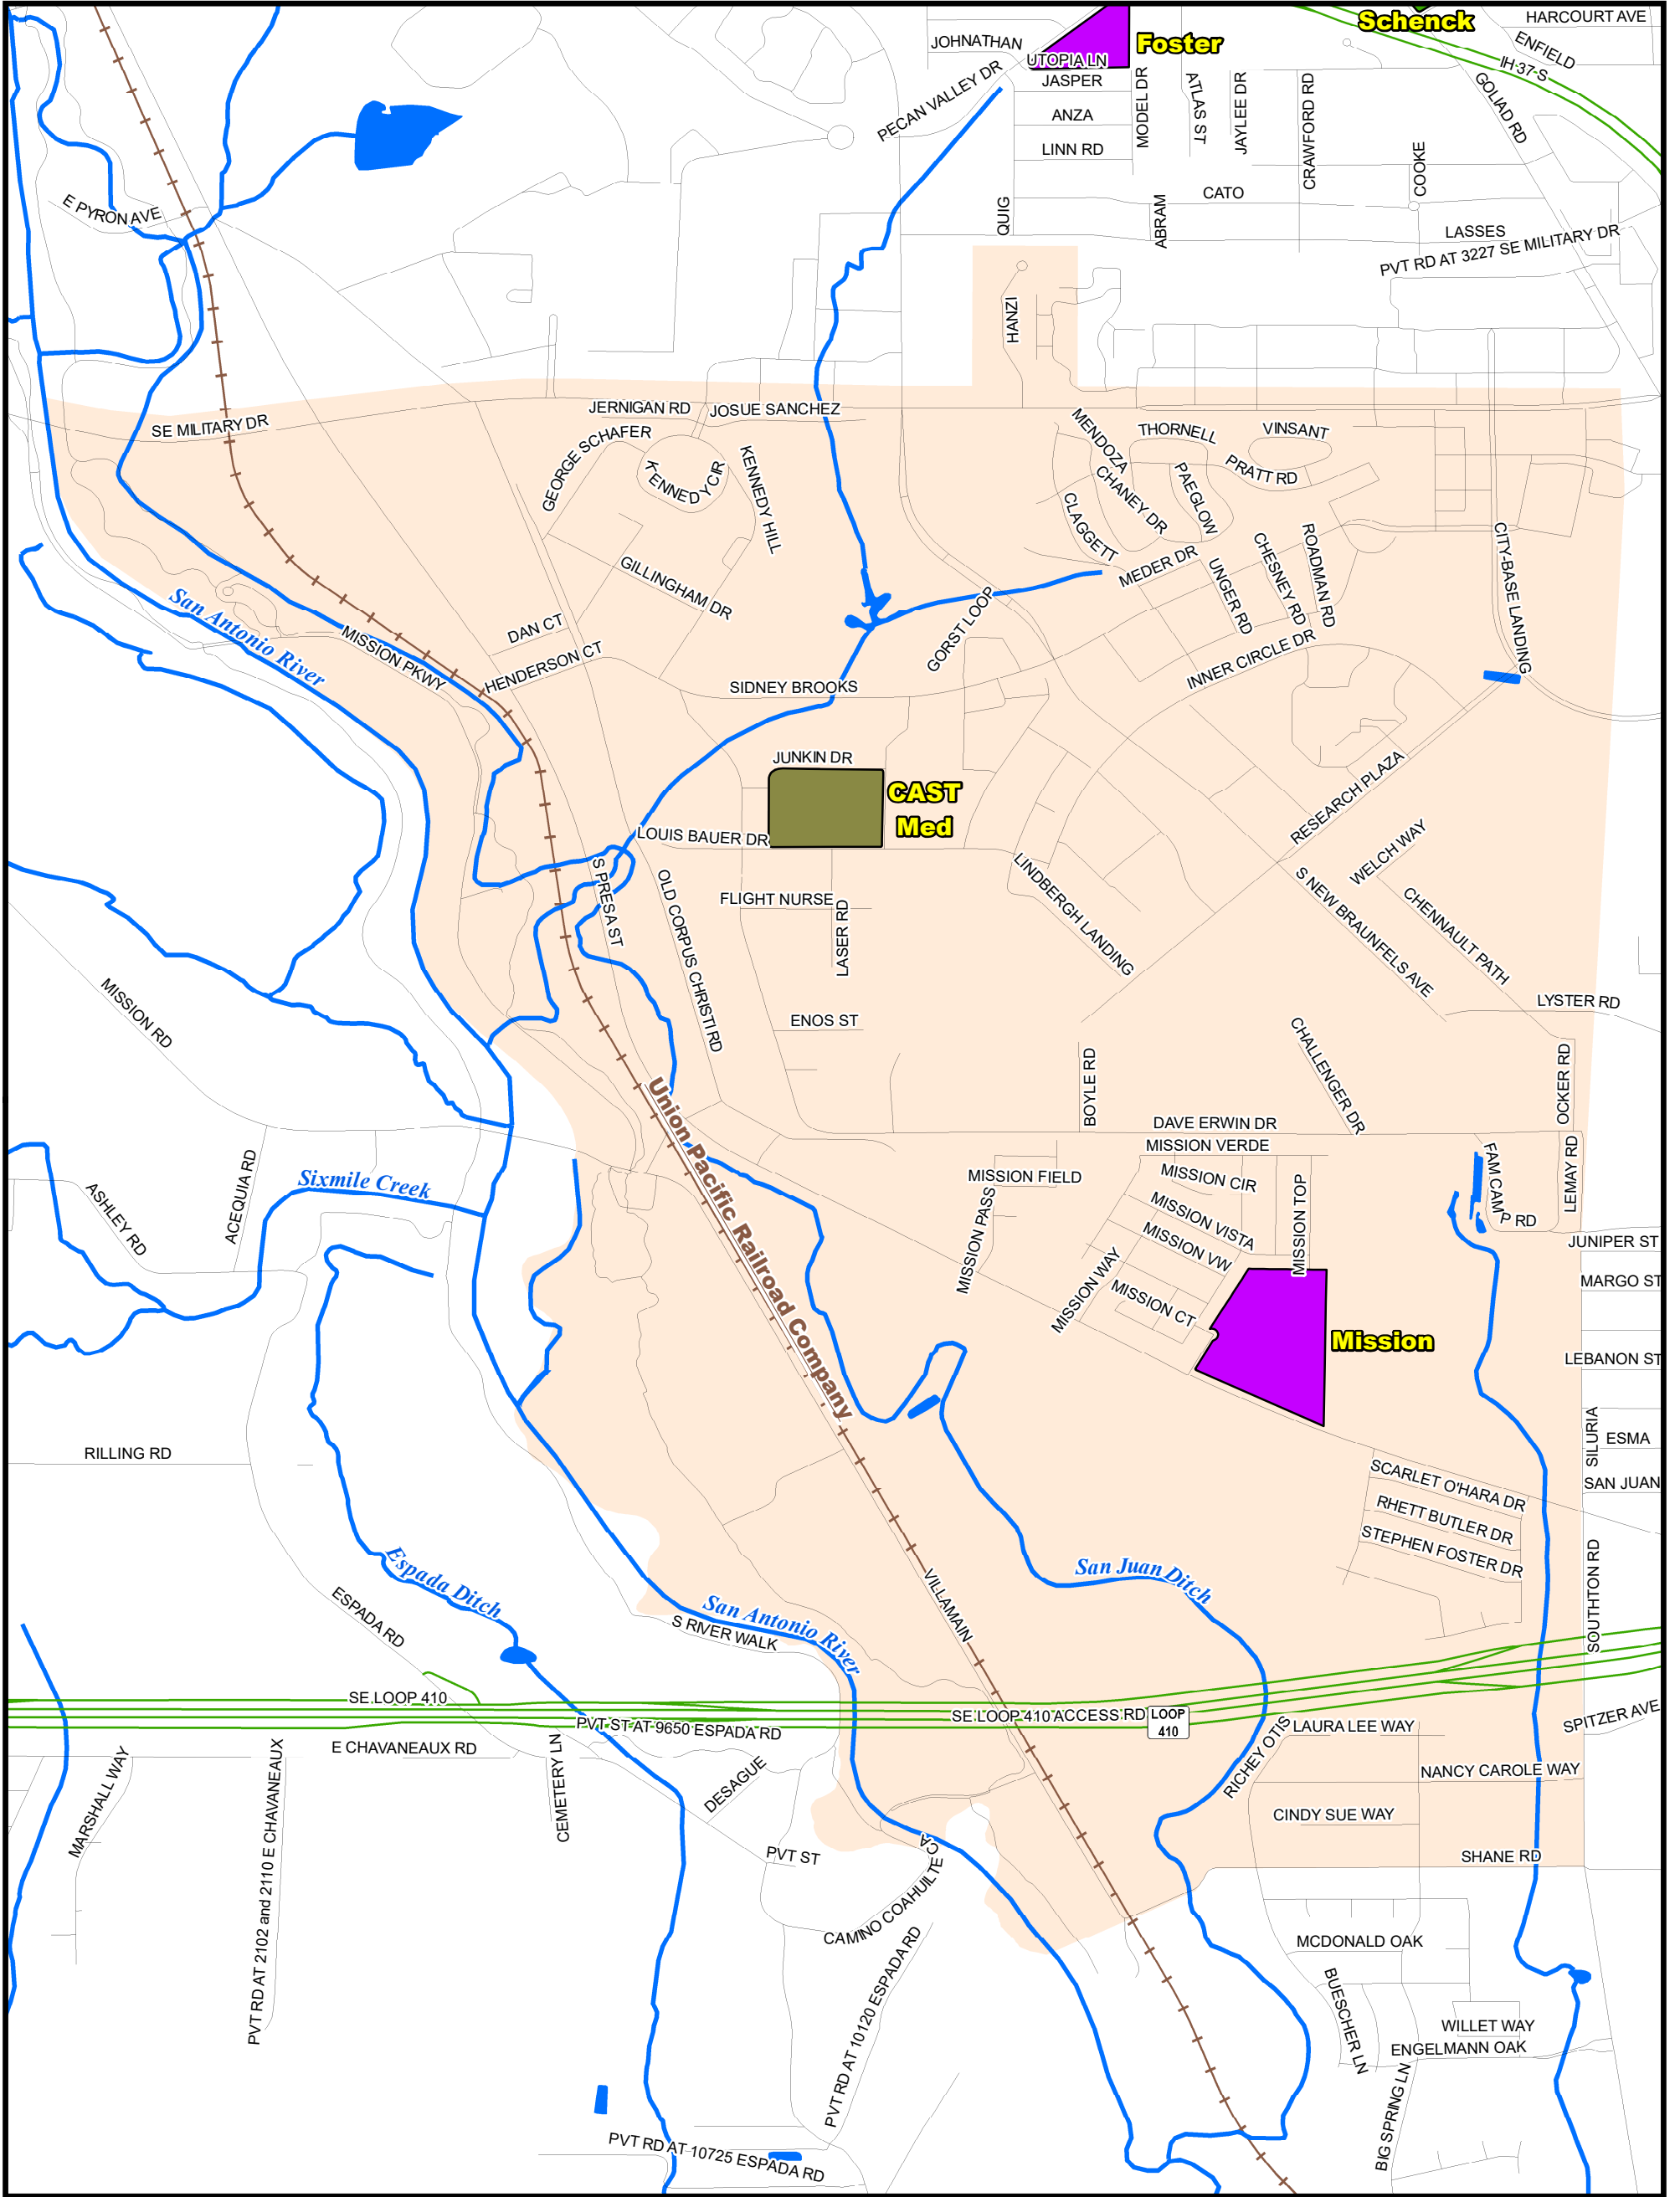 Schenck
HARCOURT AVE
ENFIELD
IH 37 S
GOLIAD RD
Foster
JOHNATHAN
UTOPIA LN
PECAN VALLEY DR
JASPER
ANZA
LINN RD
MODEL DR
ATLAS ST
JAYLEE DR
CRAWFORD RD
COOKE
CATO
QUIG
ABRAM
LASSES
PVT RD AT 3227 SE MILITARY DR
E PYRON AVE
HANZI
SE MILITARY DR
JERNIGAN RD
JOSUE SANCHEZ
GEORGE SCHAFER
KENNEDY CIR
KENNEDY HILL
MENDOZA
THORNELL
VINSANT
PRATT RD
CHANEY DR
PAEGLOW
CLAGGETT
MEDER DR
UNGER RD
CHESNEY RD
ROADMAN RD
CITY-BASE LANDING
GILLINGHAM DR
DAN CT
HENDERSON CT
San Antonio River
MISSION PKWY
GORST LOOP
INNER CIRCLE DR
SIDNEY BROOKS
JUNKIN DR
CAST
Med
RESEARCH PLAZA
LOUIS BAUER DR
WELCH WAY
S PRESA ST
OLD CORPUS CHRISTI RD
FLIGHT NURSE
LASER RD
LINDBERGH LANDING
S NEW BRAUNFELS AVE
CHENNAULT PATH
LYSTER RD
MISSION RD
ENOS ST
BOYLE RD
CHALLENGER DR
OCKER RD
Union Pacific Railroad Company
DAVE ERWIN DR
MISSION VERDE
MISSION FIELD
MISSION CIR
MISSION PASS
MISSION VISTA
MISSION TOP
MISSION VW
MISSION WAY
MISSION CT
FAM CAMP RD
LEMAY RD
JUNIPER ST
MARGO ST
ACEQUIA RD
ASHLEY RD
Sixmile Creek
Mission
LEBANON ST
SILURIA
ESMA
SAN JUAN
RILLING RD
SCARLET O'HARA DR
RHETT BUTLER DR
STEPHEN FOSTER DR
Espada Ditch
San Juan Ditch
VILLAMAIN
San Antonio River
S RIVER WALK
ESPADA RD
SOUTHTON RD
SE LOOP 410
PVT ST AT 9650 ESPADA RD
SE LOOP 410 ACCESS RD
LOOP
410
LAURA LEE WAY
SPITZER AVE
RICHEY OTIS
E CHAVANEAUX RD
NANCY CAROLE WAY
MARSHALL WAY
PVT RD AT 2102 and 2110 E CHAVANEAUX
CEMETERY LN
DESAGUE
CINDY SUE WAY
SHANE RD
PVT ST
CAMINO COAHUILTECA
PVT RD AT 10120 ESPADA RD
MCDONALD OAK
BUESCHER LN
WILLET WAY
ENGELMANN OAK
BIG SPRING LN
PVT RD AT 10725 ESPADA RD